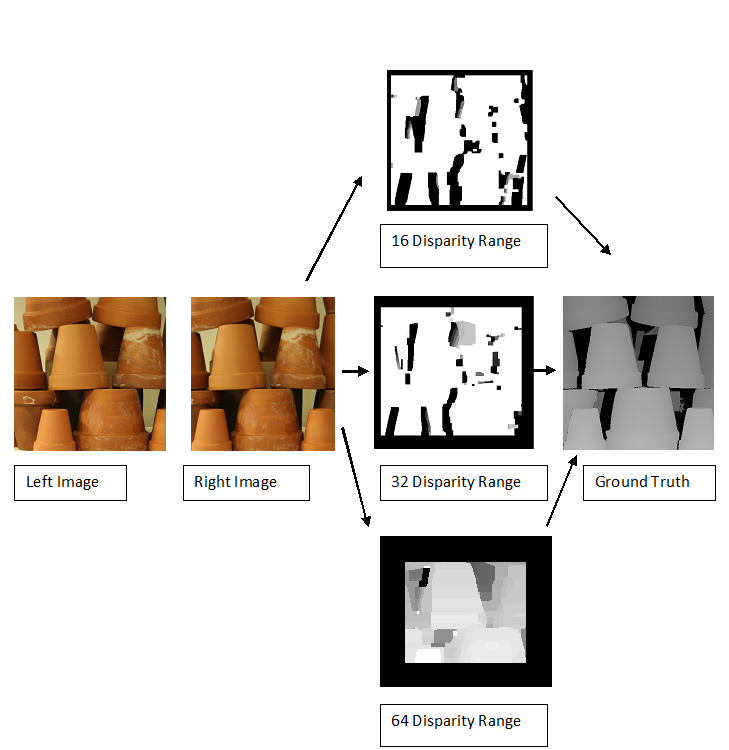 16 Disparity Range
Left Image
Right Image
32 Disparity Range
Ground Truth
64 Disparity Range